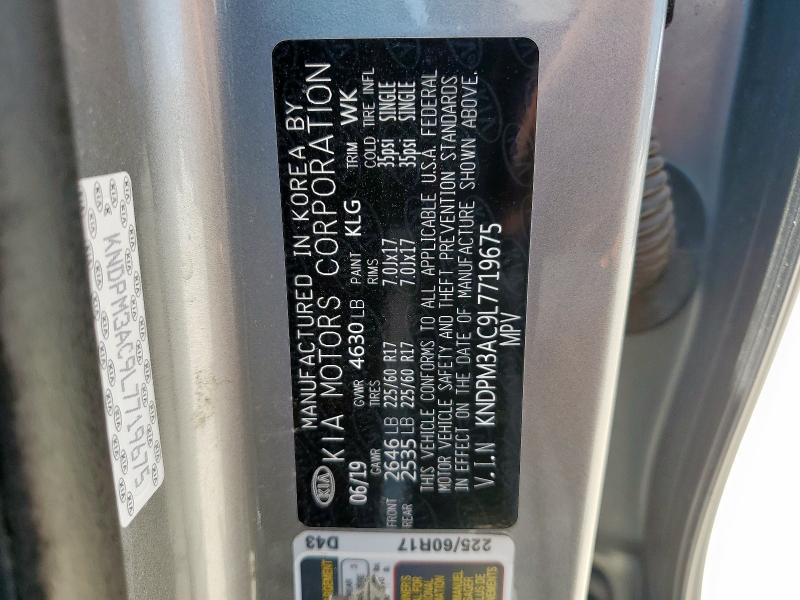 MANUFACTURED IN KOREA BY
KIA KIA MOTORS CORPORATION
06/19 GVWR 4630 LB PAINT KLG TRIM WK
GAWR TIRES RIMS COLD TIRE INFL
FRONT 2646 LB 225/60 R17 7.0JX17 35psi SINGLE
REAR 2535 LB 225/60 R17 7.0JX17 35psi SINGLE
THIS VEHICLE CONFORMS TO ALL APPLICABLE U.S.A. FEDERAL
MOTOR VEHICLE SAFETY AND THEFT PREVENTION STANDARDS
IN EFFECT ON THE DATE OF MANUFACTURE SHOWN ABOVE.
V.I.N KNDPM3AC9L7719675
MPV
KNDPM3AC9L7719675
D43
225/60R17